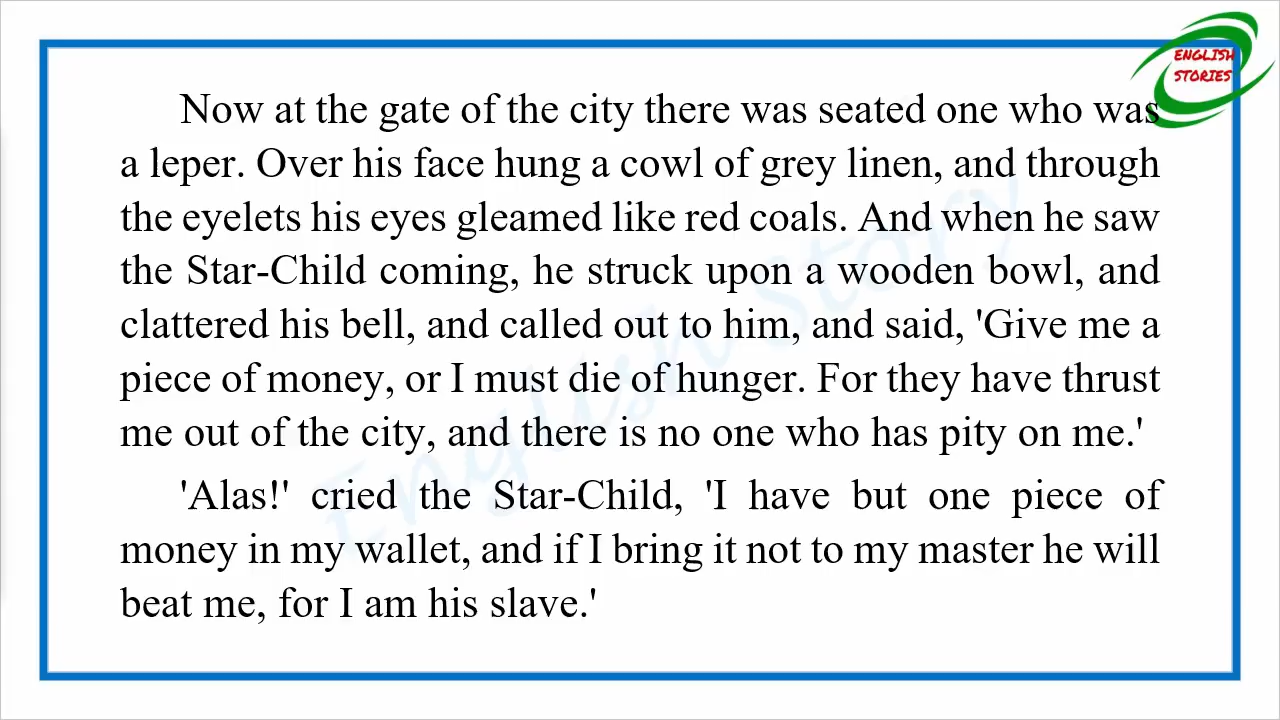 ENGLISH
STORIES
Now at the gate of the city there was seated one who was
a leper. Over his face hung a cowl of grey linen, and through
the eyelets his eyes gleamed like red coals. And when he saw
the Star-Child coming, he struck upon a wooden bowl, and
clattered his bell, and called out to him, and said, 'Give me a
piece of money, or I must die of hunger. For they have thrust
me out of the city, and there is no one who has pity on me.'
'Alas!' cried the Star-Child, 'I have but one piece of
money in my wallet, and if I bring it not to my master he will
beat me, for I am his slave.'
English Story